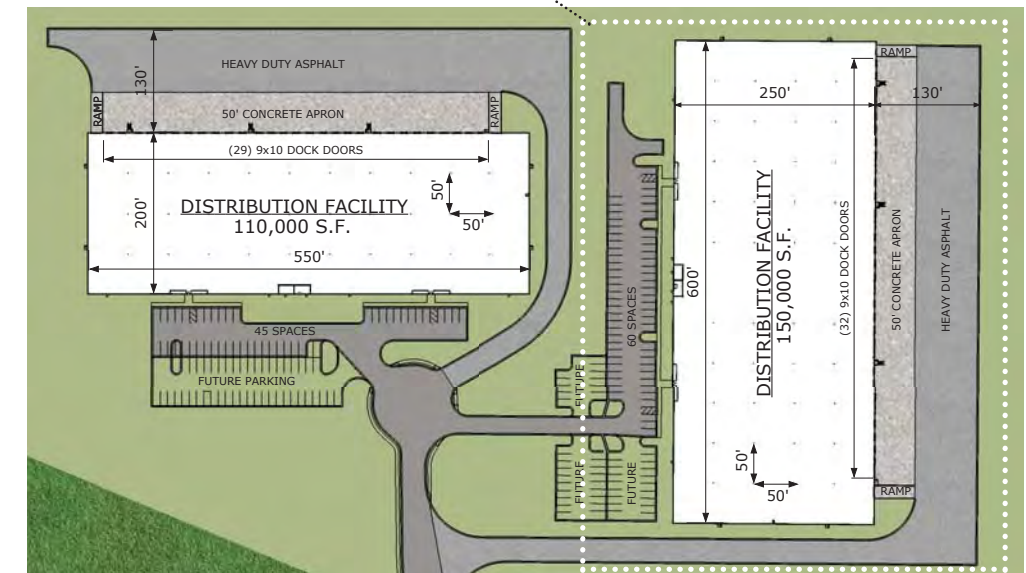 HEAVY DUTY ASPHALT
130'
RAMP
50' CONCRETE APRON
RAMP
(29) 9x10 DOCK DOORS
200'
DISTRIBUTION FACILITY
110,000 S.F.
50'
50'
550'
45 SPACES
FUTURE PARKING
RAMP
250'
130'
60 SPACES
600'
DISTRIBUTION FACILITY
150,000 S.F.
(32) 9x10 DOCK DOORS
50' CONCRETE APRON
HEAVY DUTY ASPHALT
FUTURE
FUTURE
FUTURE
50'
50'
RAMP